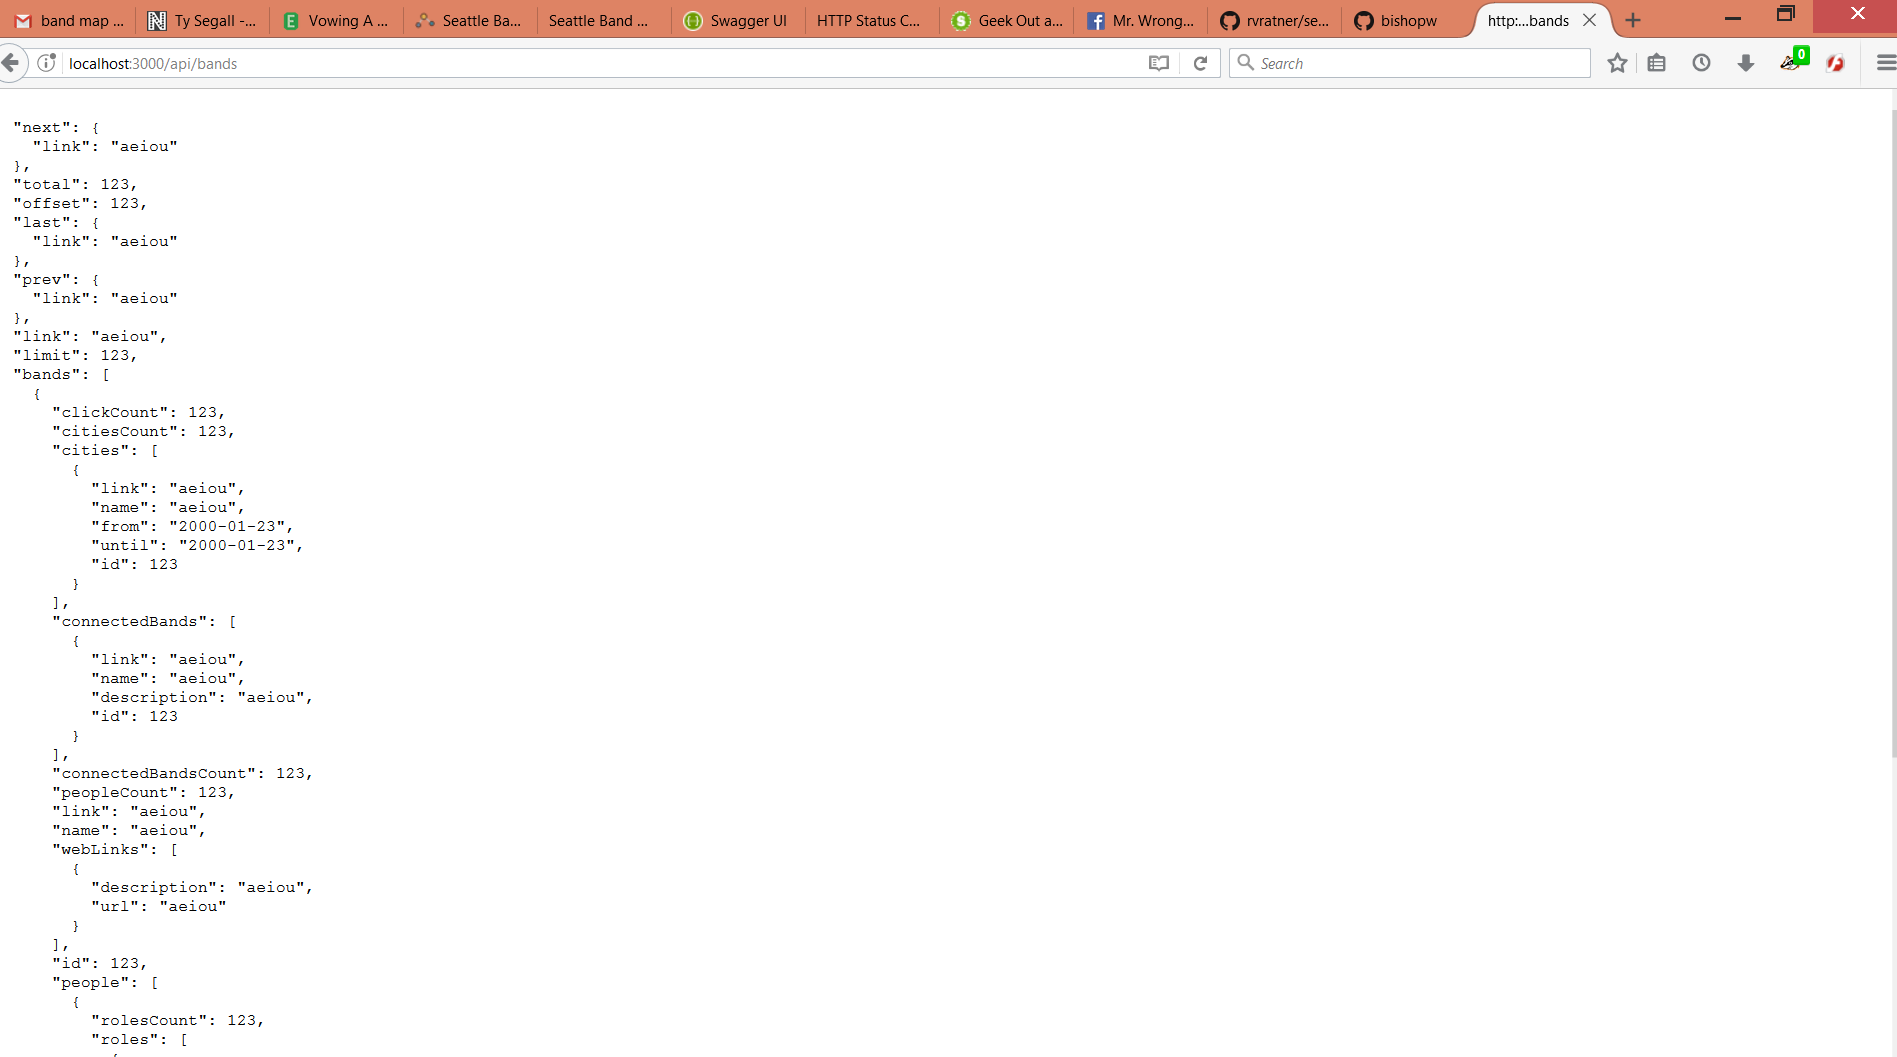 band map ...
Ty Segall -...
Vowing A ...
Seattle Ba...
Seattle Band ...
Swagger UI
HTTP Status C...
Geek Out a...
Mr. Wrong...
rvratner/se...
bishopw
http:...bands
localhost:3000/api/bands
Search
0
"next": {
"link": "aeiou"
},
"total": 123,
"offset": 123,
"last": {
"link": "aeiou"
},
"prev": {
"link": "aeiou"
},
"link": "aeiou",
"limit": 123,
"bands": [
{
"clickCount": 123,
"citiesCount": 123,
"cities": [
{
"link": "aeiou",
"name": "aeiou",
"from": "2000-01-23",
"until": "2000-01-23",
"id": 123
}
],
"connectedBands": [
{
"link": "aeiou",
"name": "aeiou",
"description": "aeiou",
"id": 123
}
],
"connectedBandsCount": 123,
"peopleCount": 123,
"link": "aeiou",
"name": "aeiou",
"webLinks": [
{
"description": "aeiou",
"url": "aeiou"
}
],
"id": 123,
"people": [
{
"rolesCount": 123,
"roles": [
{